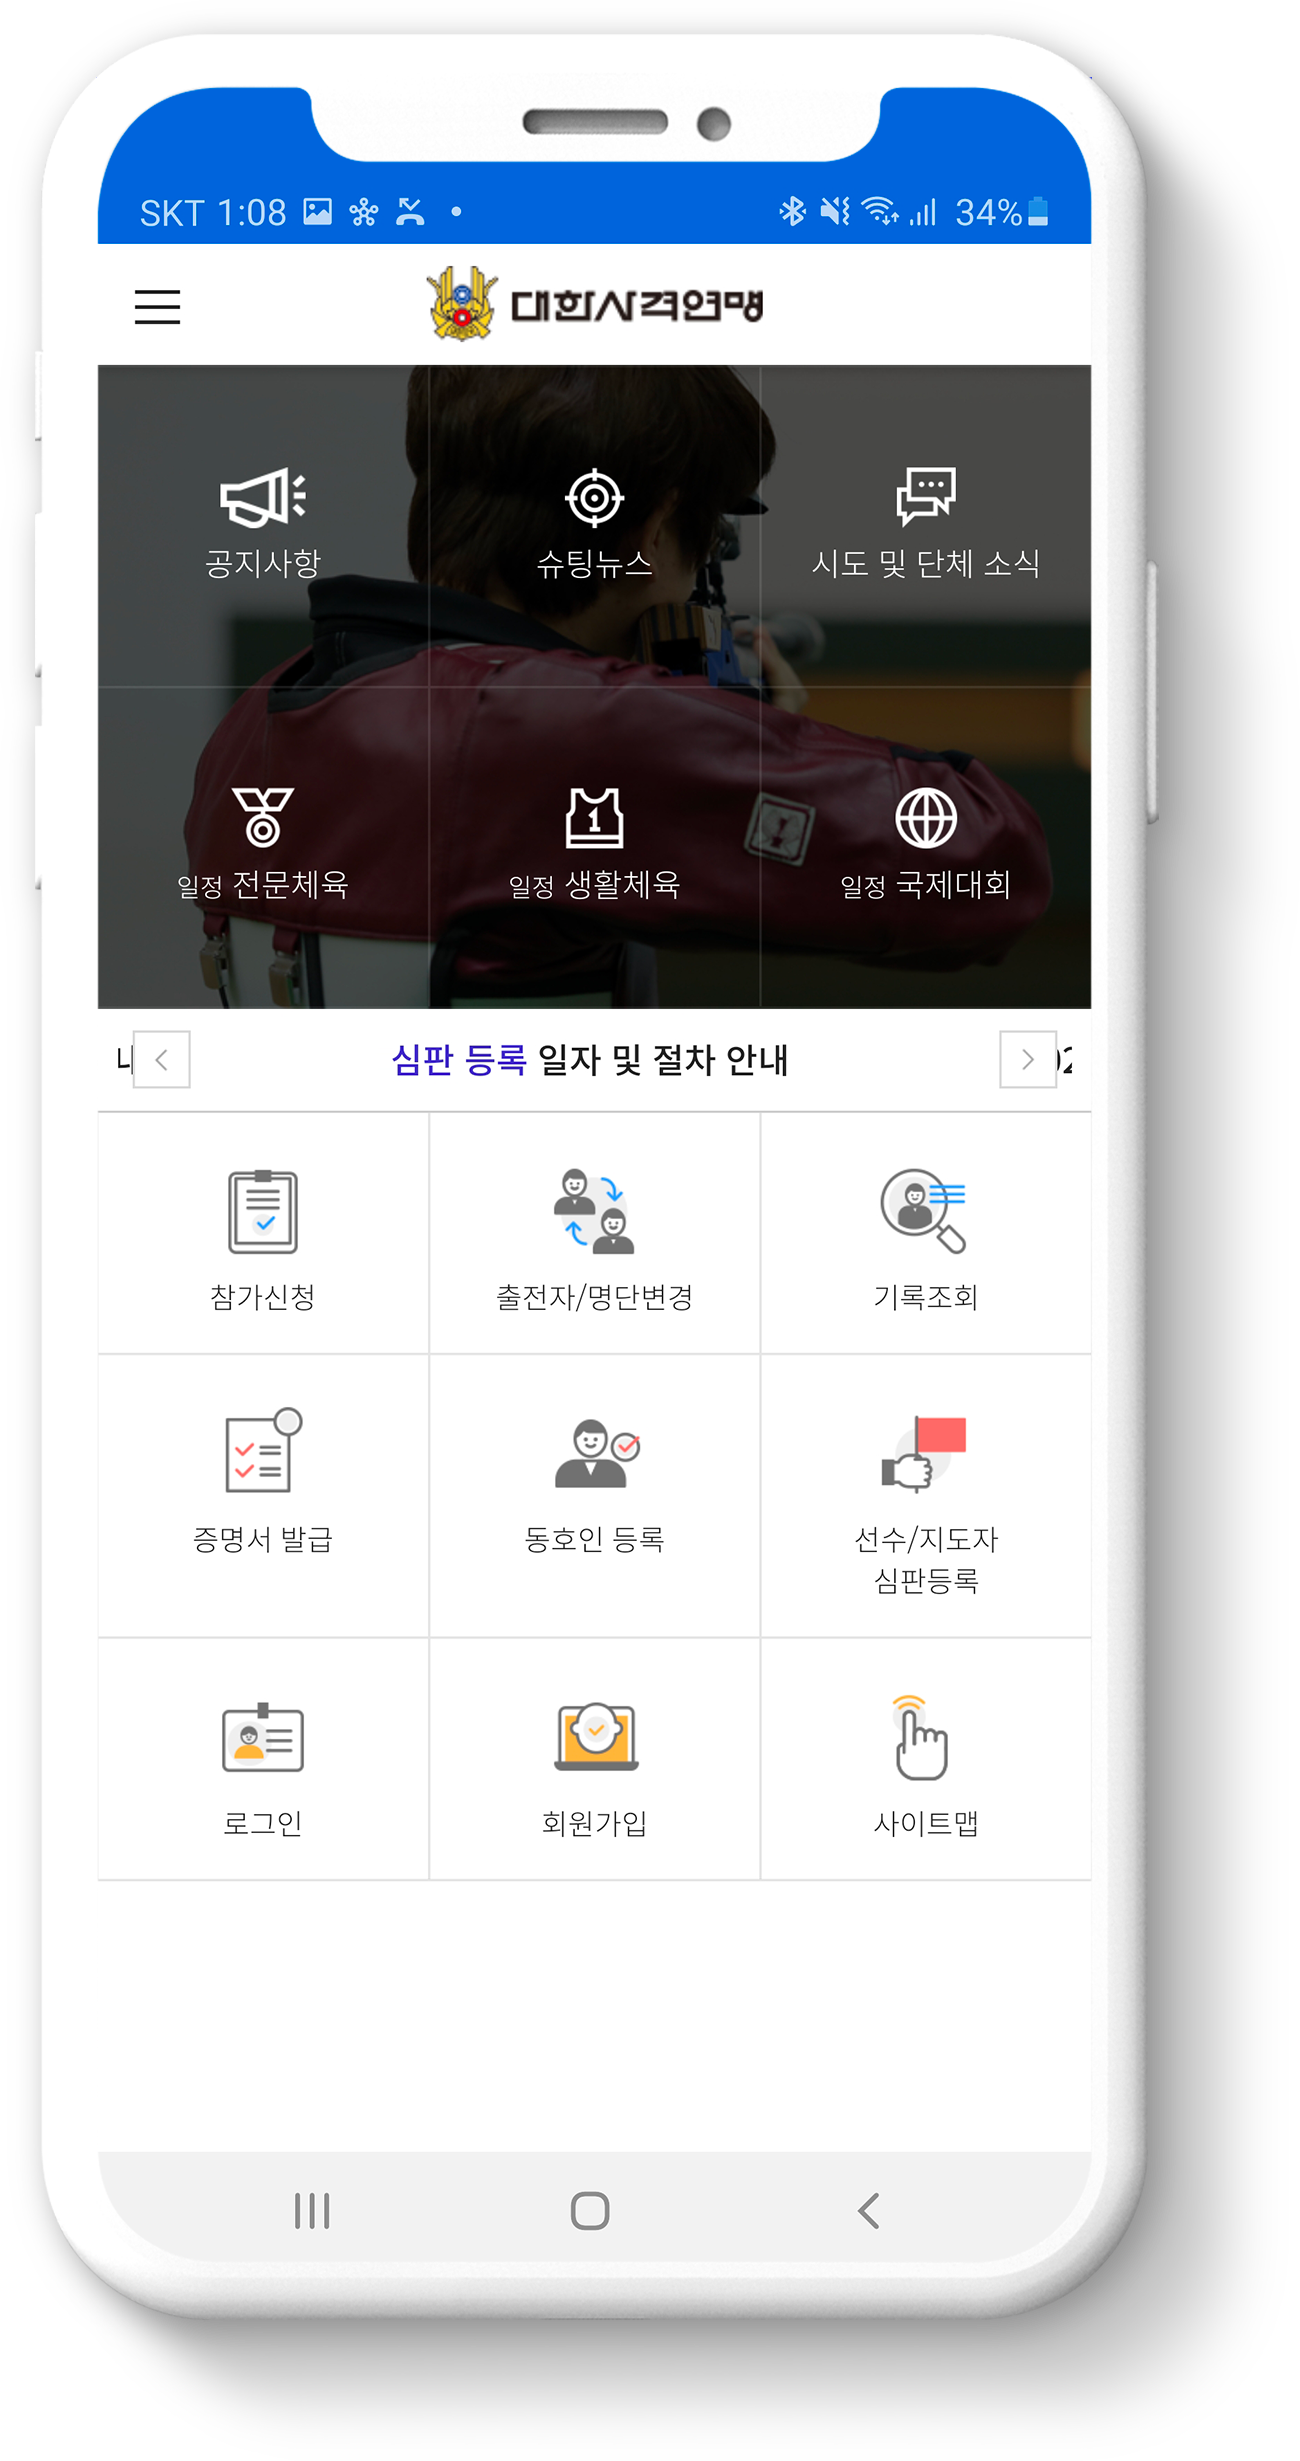 SKT 1:08
34%
대한사격연맹
공지사항
슈팅뉴스
시도 및 단체 소식
일정 전문체육
일정 생활체육
일정 국제대회
심판 등록 일자 및 절차 안내
참가신청
출전자/명단변경
기록조회
증명서 발급
동호인 등록
선수/지도자
심판등록
로그인
회원가입
사이트맵